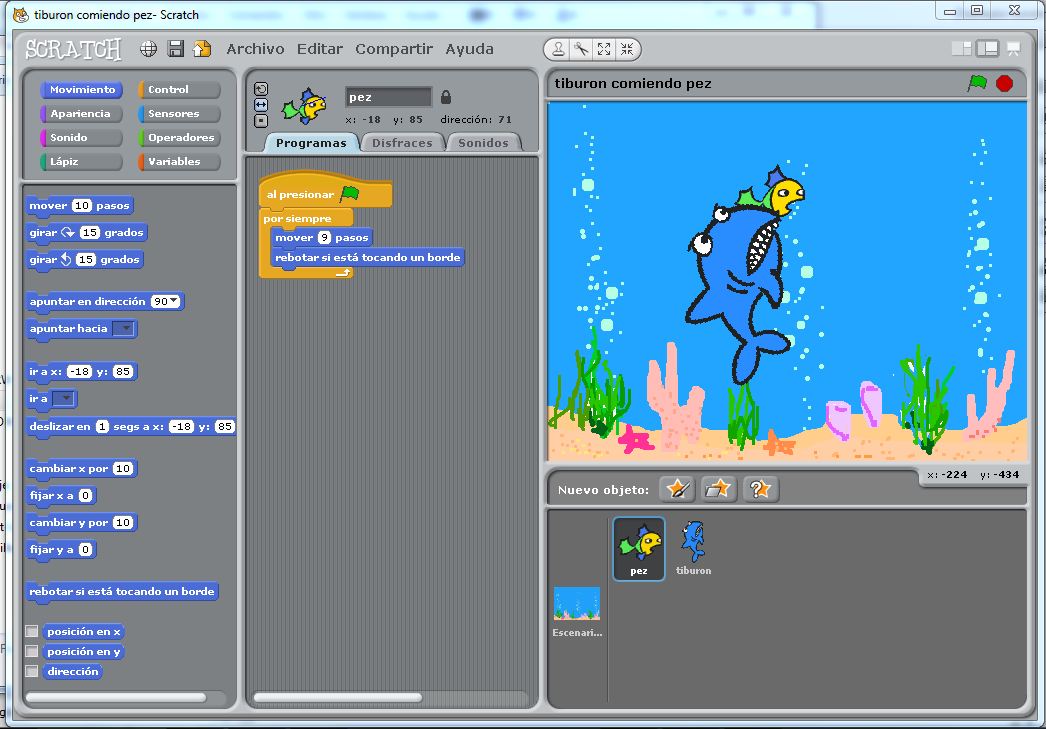 tiburon comiendo pez- Scratch
SCRATCH Archivo Editar Compartir Ayuda
Movimiento Control
Apariencia Sensores
Sonido Operadores
Lápiz Variables
mover 10 pasos
girar 15 grados
girar 15 grados
apuntar en dirección 90
apuntar hacia
ir a x: -18 y: 85
ir a
deslizar en 1 segs a x: -18 y: 85
cambiar x por 10
fijar x a 0
cambiar y por 10
fijar y a 0
rebotar si está tocando un borde
posición en x
posición en y
dirección
pez
x: -18 y: 85 dirección: 71
Programas Disfraces Sonidos
al presionar
por siempre
mover 9 pasos
rebotar si está tocando un borde
tiburon comiendo pez
x: -224 y: -434
Nuevo objeto:
pez tiburon
Escenari...